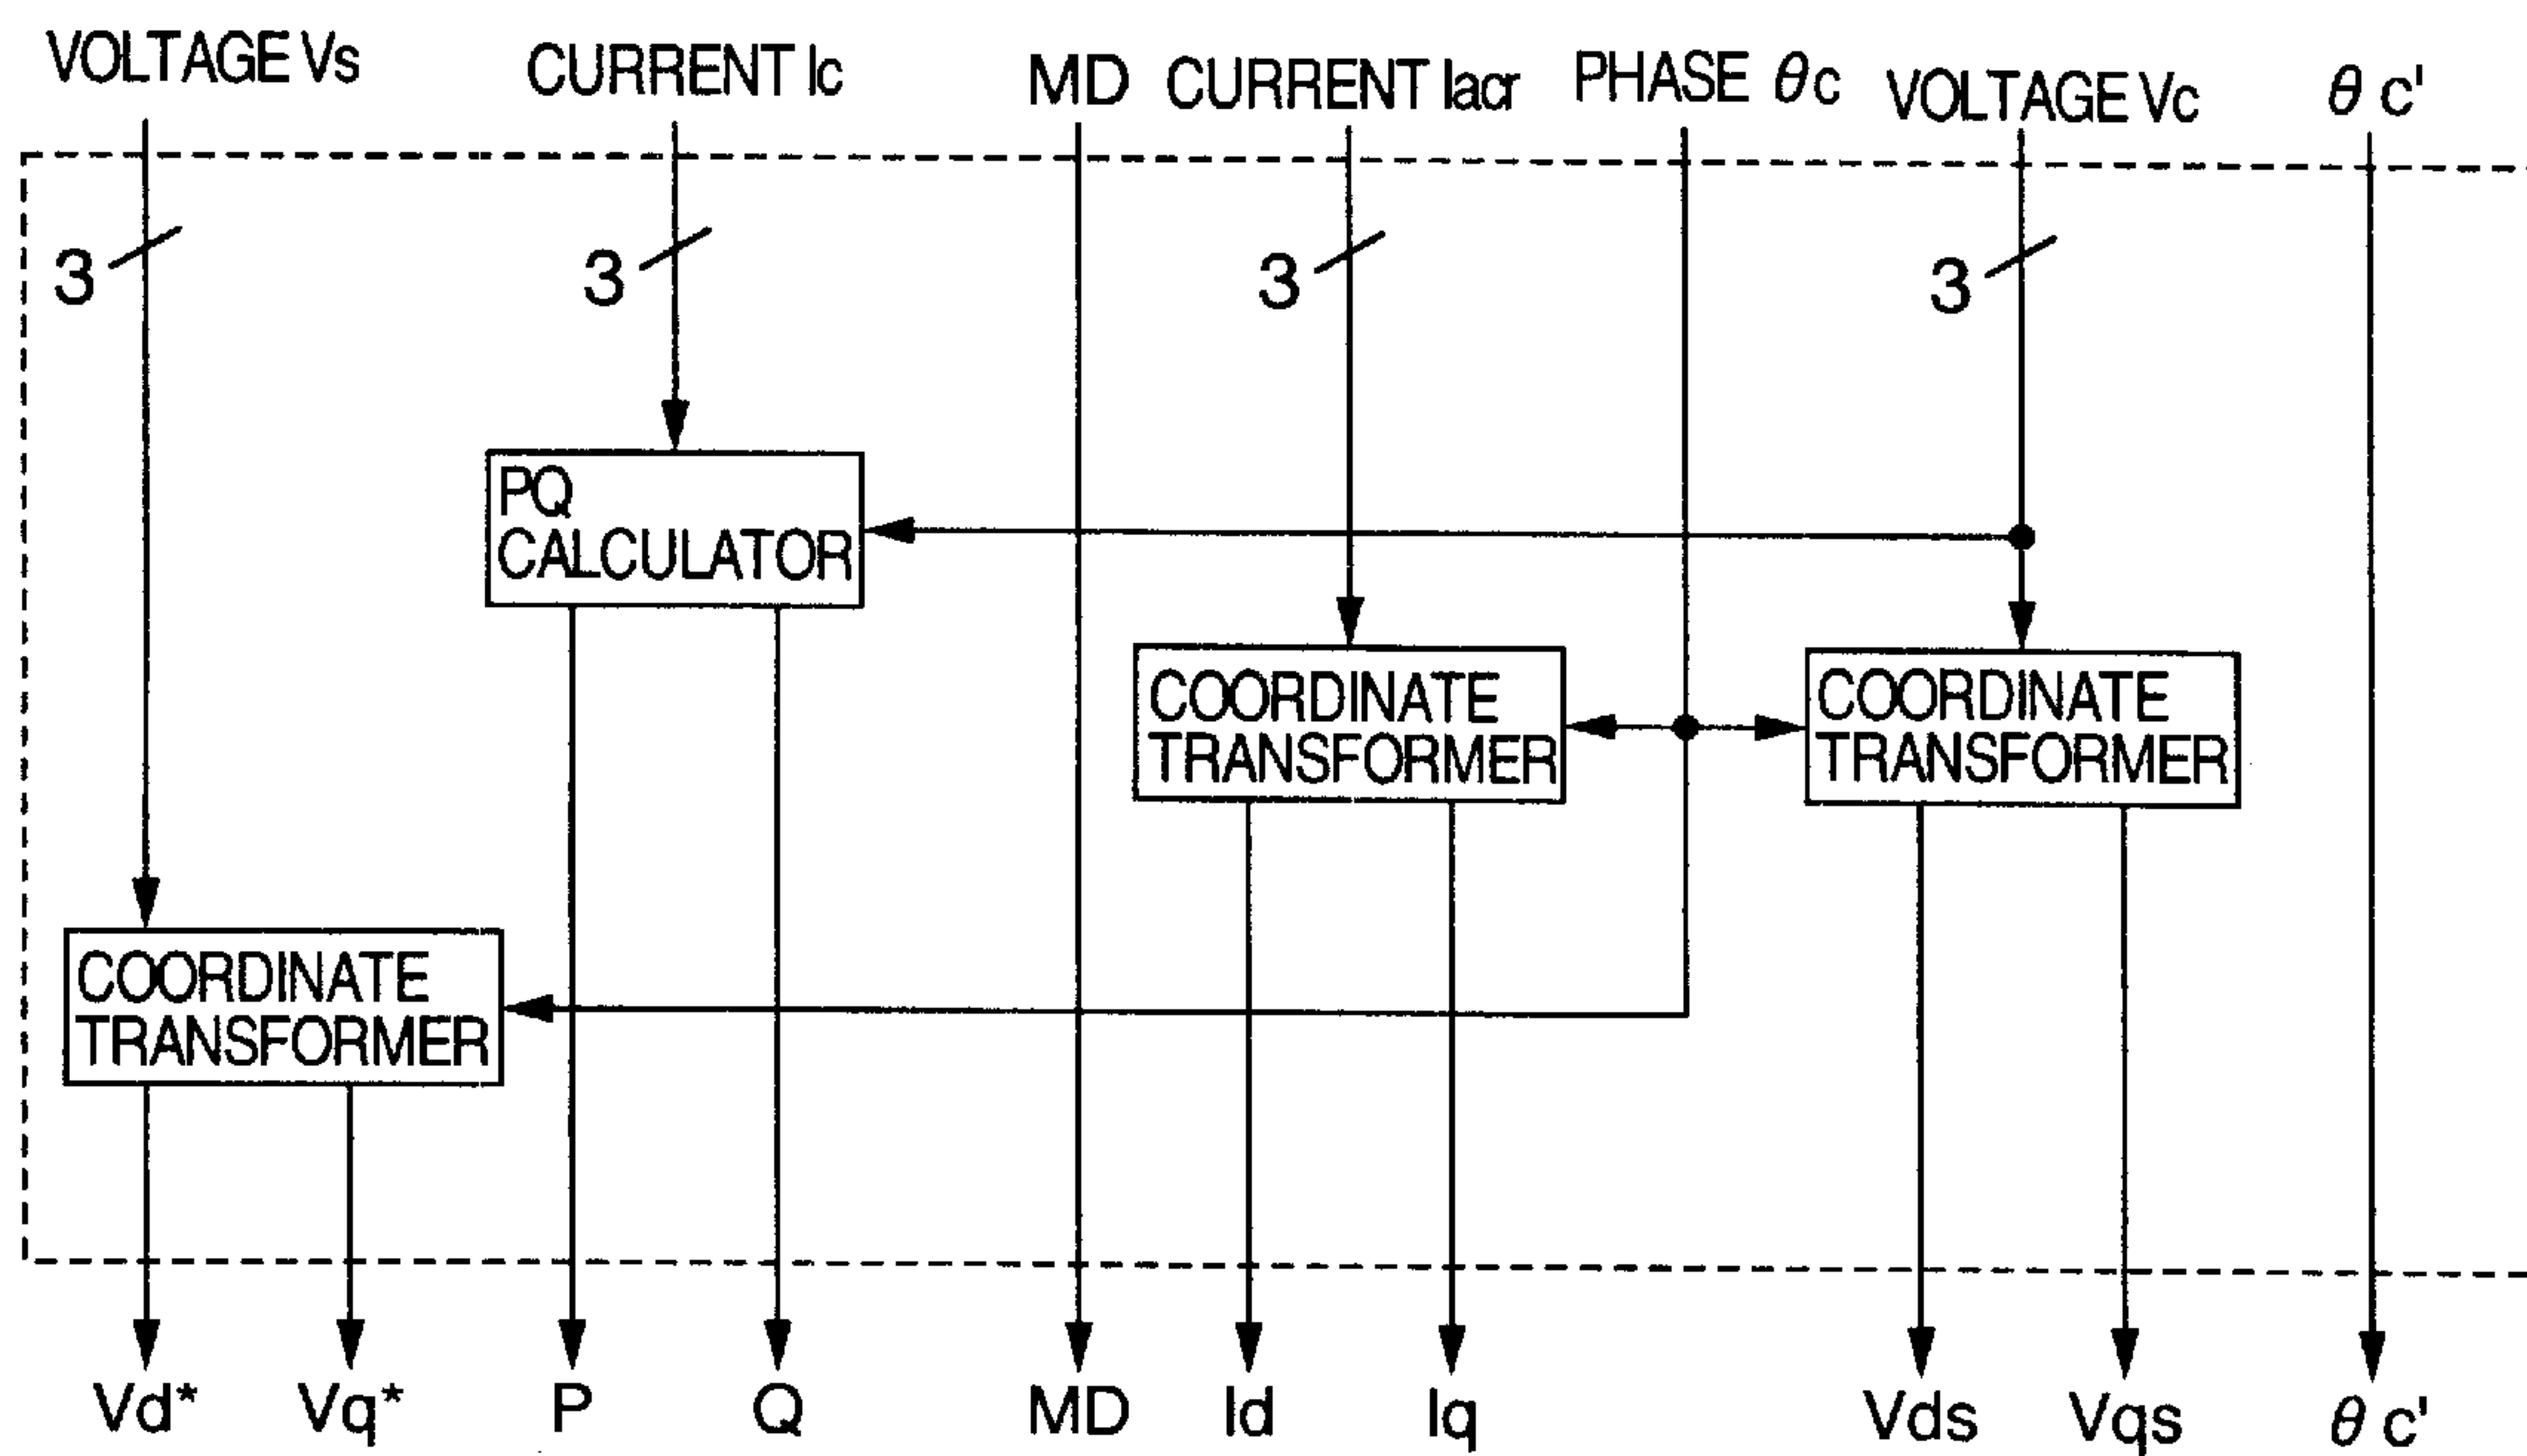 VOLTAGE Vs
CURRENT Ic
MD
CURRENT Iacr
PHASE θc
VOLTAGE Vc
θc'
3
3
3
3
PQ
CALCULATOR
COORDINATE
TRANSFORMER
COORDINATE
TRANSFORMER
COORDINATE
TRANSFORMER
Vd*
Vq*
P
Q
MD
Id
Iq
Vds
Vqs
θc'